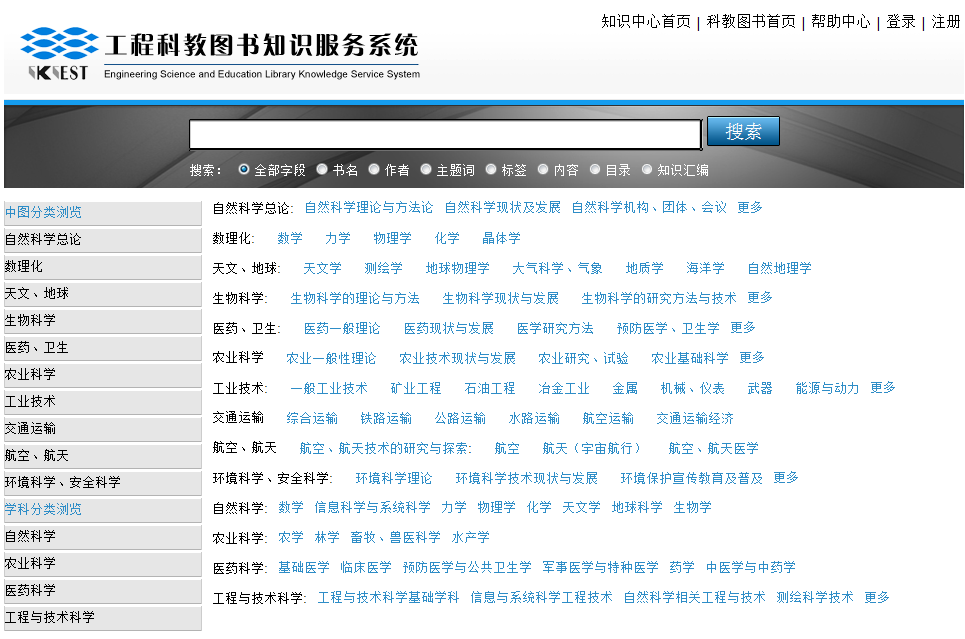 知识中心首页 | 科教图书首页 | 帮助中心 | 登录 | 注册
工程科教图书知识服务系统
IKCEST
Engineering Science and Education Library Knowledge Service System
搜索
搜索： 全部字段 书名 作者 主题词 标签 内容 目录 知识汇编
中图分类浏览
自然科学总论
数理化
天文、地球
生物科学
医药、卫生
农业科学
工业技术
交通运输
航空、航天
环境科学、安全科学
学科分类浏览
自然科学
农业科学
医药科学
工程与技术科学
自然科学总论: 自然科学理论与方法论 自然科学现状及发展 自然科学机构、团体、会议 更多
数理化: 数学 力学 物理学 化学 晶体学
天文、地球: 天文学 测绘学 地球物理学 大气科学、气象 地质学 海洋学 自然地理学
生物科学: 生物科学的理论与方法 生物科学现状与发展 生物科学的研究方法与技术 更多
医药、卫生: 医药一般理论 医药现状与发展 医学研究方法 预防医学、卫生学 更多
农业科学 农业一般性理论 农业技术现状与发展 农业研究、试验 农业基础科学 更多
工业技术: 一般工业技术 矿业工程 石油工程 冶金工业 金属 机械、仪表 武器 能源与动力 更多
交通运输 综合运输 铁路运输 公路运输 水路运输 航空运输 交通运输经济
航空、航天 航空、航天技术的研究与探索: 航空 航天（宇宙航行） 航空、航天医学
环境科学、安全科学: 环境科学理论 环境科学技术现状与发展 环境保护宣传教育及普及 更多
自然科学: 数学 信息科学与系统科学 力学 物理学 化学 天文学 地球科学 生物学
农业科学: 农学 林学 畜牧、兽医科学 水产学
医药科学: 基础医学 临床医学 预防医学与公共卫生学 军事医学与特种医学 药学 中医学与中药学
工程与技术科学: 工程与技术科学基础学科 信息与系统科学工程技术 自然科学相关工程与技术 测绘科学技术 更多